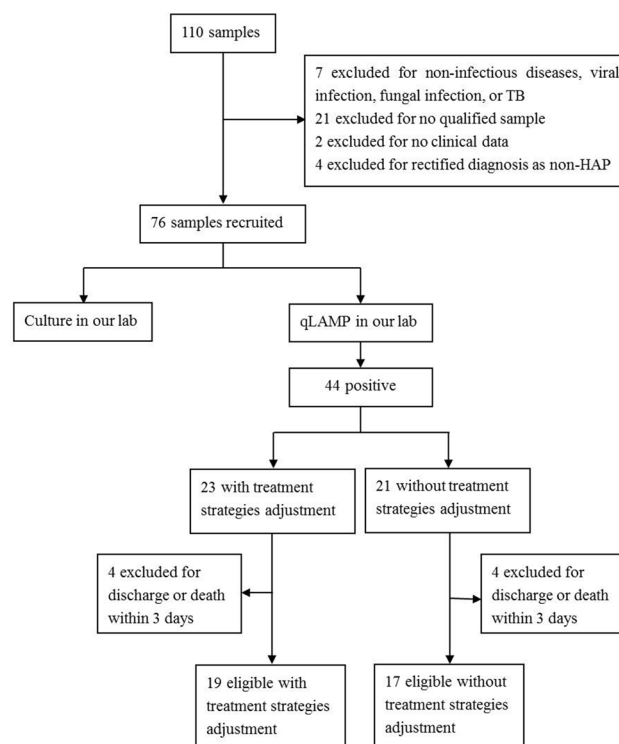 110 samples
7 excluded for non-infectious diseases, viral
infection, fungal infection, or TB
21 excluded for no qualified sample
2 excluded for no clinical data
4 excluded for rectified diagnosis as non-HAP
76 samples recruited
Culture in our lab
qLAMP in our lab
44 positive
23 with treatment
strategies adjustment
21 without treatment
strategies adjustment
4 excluded for
discharge or death
within 3 days
4 excluded for
discharge or death
within 3 days
19 eligible with
treatment strategies
adjustment
17 eligible without
treatment strategies
adjustment